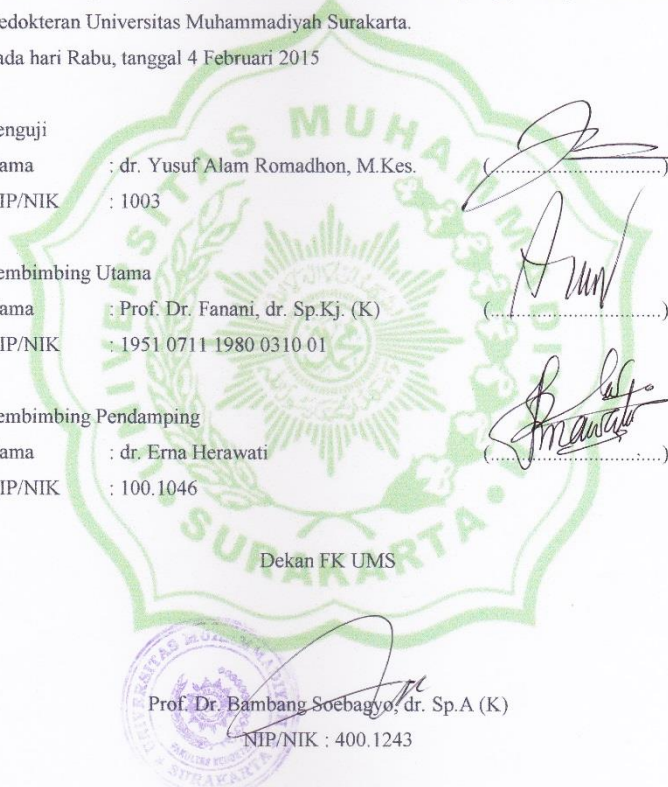 edokteran Universitas Muhammadiyah Surakarta.
ada hari Rabu, tanggal 4 Februari 2015
enguji
ama : dr. Yusuf Alam Romadhon, M.Kes. (..............................)
IP/NIK : 1003
embimbing Utama
ama : Prof. Dr. Fanani, dr. Sp.Kj. (K) (..............................)
IP/NIK : 1951 0711 1980 0310 01
embimbing Pendamping
ama : dr. Erna Herawati (..............................)
IP/NIK : 100.1046
Dekan FK UMS
Prof. Dr. Bambang Soebagyo, dr. Sp.A (K)
NIP/NIK : 400.1243
UNIVERSITAS MUHAMMADIYAH
SURAKARTA